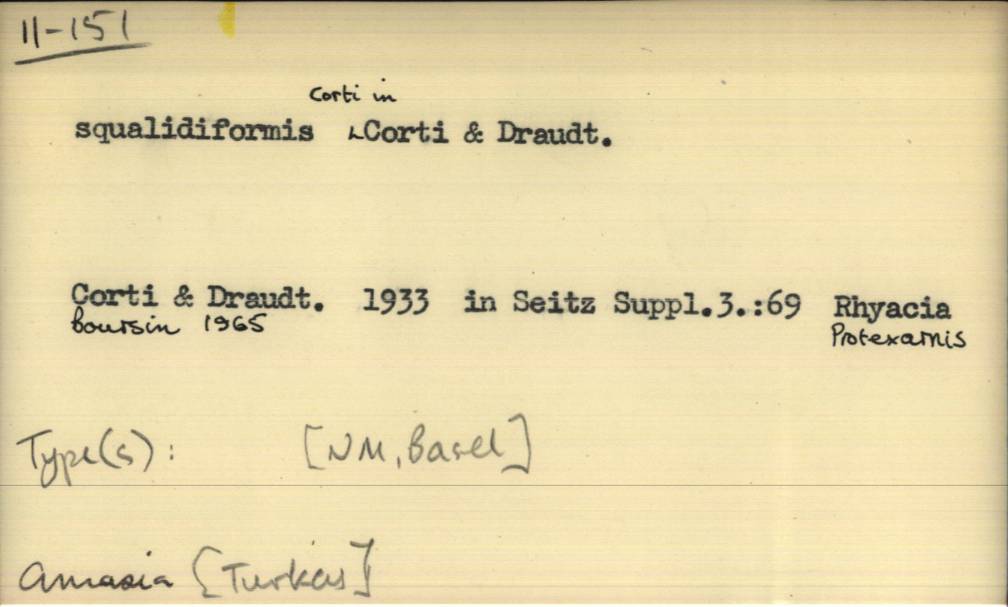 11-151
Corti in
squalidiformis Corti & Draudt.
Corti & Draudt. 1933 in Seitz Suppl.3.:69 Rhyacia
Boursin 1965 Protexarnis
Type(s): [NM, Basel]
Amasia [Turkey]